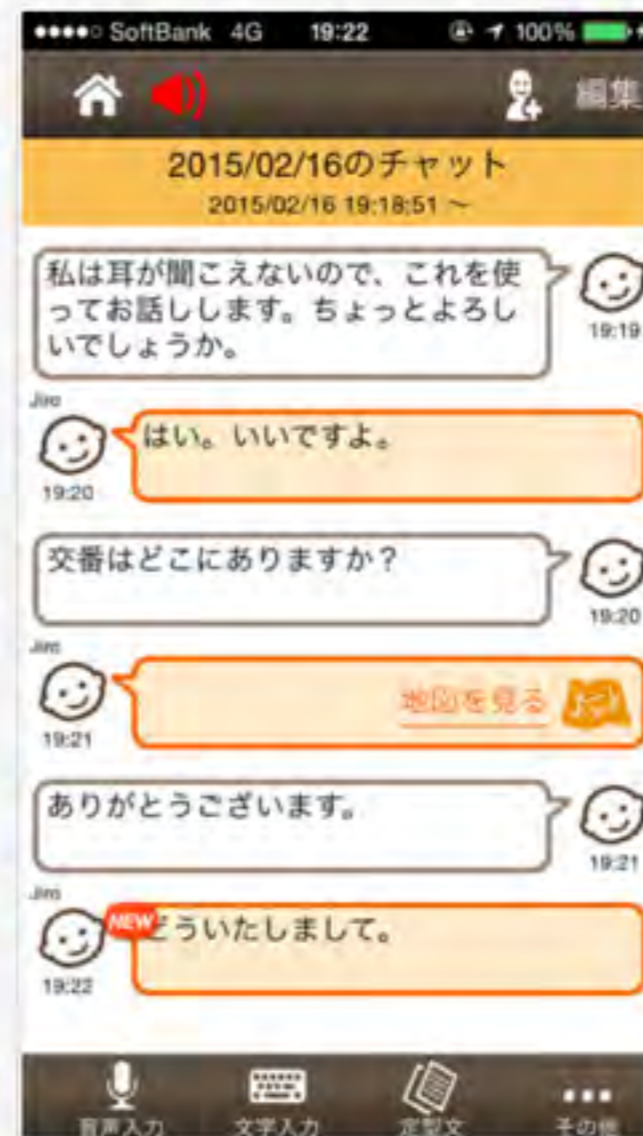 SoftBank 4G 19:22 100%
編集
2015/02/16のチャット
2015/02/16 19:18:51 ~
私は耳が聞こえないので、これを使
ってお話しします。ちょっとよろし
いでしょうか。
19:19
Jiro
はい。いいですよ。
19:20
交番はどこにありますか？
19:20
Jiro
地図を見る
19:21
ありがとうございます。
19:21
Jiro
NEW どういたしまして。
19:22
音声入力 文字入力 定型文 その他